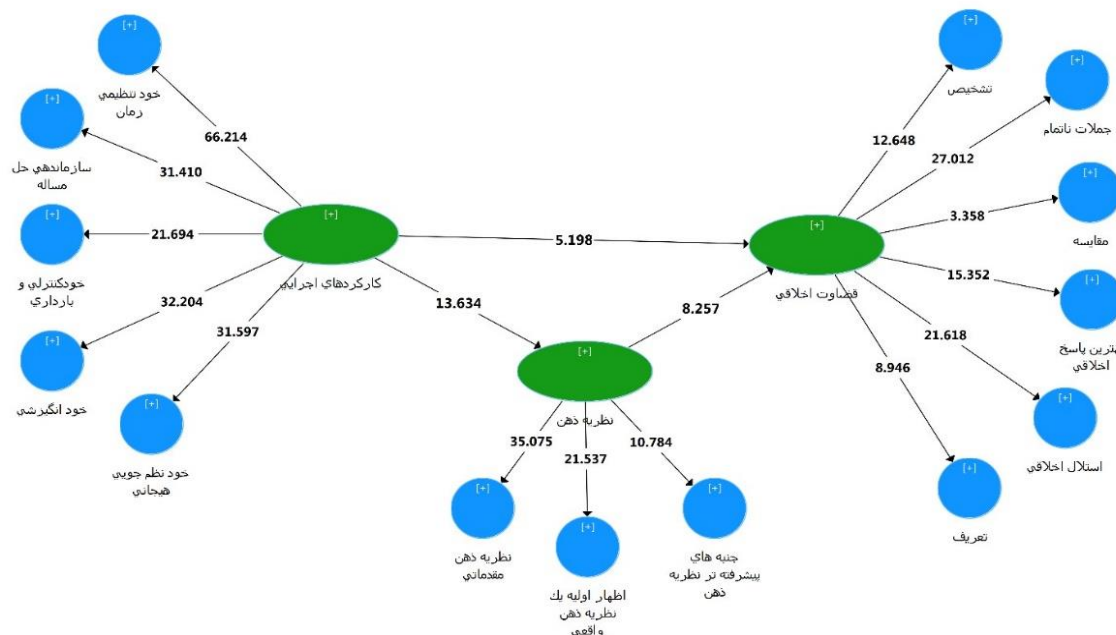 [+]
خود تنظيمي
زمان
[+]
سازماندهي حل
مساله
[+]
خودكنترلي و
بازداري
[+]
خود انگيزشي
[+]
خود نظم جويي
هيجاني
66.214
31.410
21.694
32.204
31.597
[+]
كاركردهاي اجرايي
5.198
13.634
8.257
[+]
نظريه ذهن
35.075
21.537
10.784
[+]
نظريه ذهن
مقدماتي
[+]
اظهار اوليه يك
نظريه ذهن
واقعي
[+]
جنبه هاي
پيشرفته تر نظريه
ذهن
[+]
قضاوت اخلاقي
12.648
27.012
3.358
15.352
21.618
8.946
[+]
تشخيص
[+]
جملات ناتمام
[+]
مقايسه
[+]
بهترين پاسخ
اخلاقي
[+]
استلال اخلاقي
[+]
تعريف